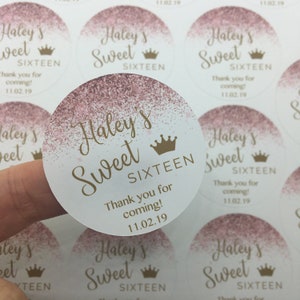 Haley's
Sweet
SIXTEEN
Thank you for
coming!
11.02.19